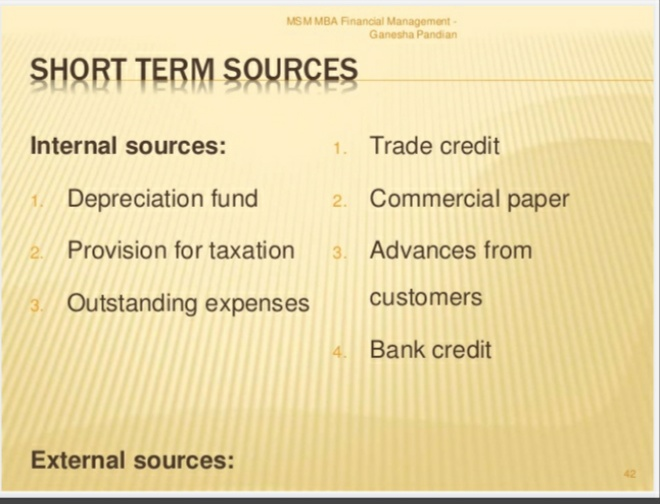 MSM MBA Financial Management -
Ganesha Pandian
SHORT TERM SOURCES
Internal sources:
1. Depreciation fund
2. Provision for taxation
3. Outstanding expenses
External sources:
1. Trade credit
2. Commercial paper
3. Advances from
customers
4. Bank credit
42